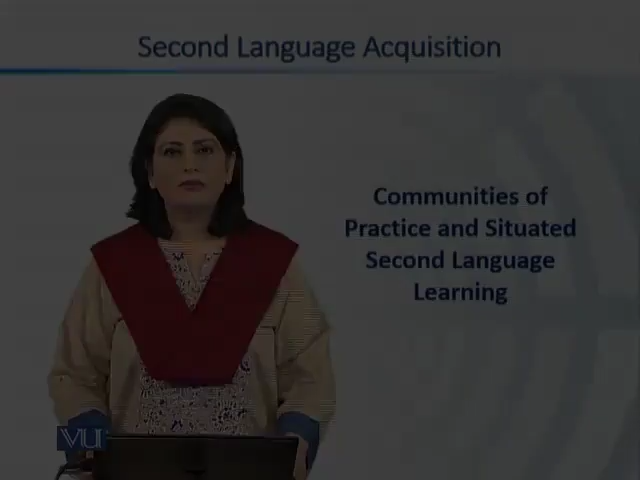 Second Language Acquisition
Communities of
Practice and Situated
Second Language
Learning
VU